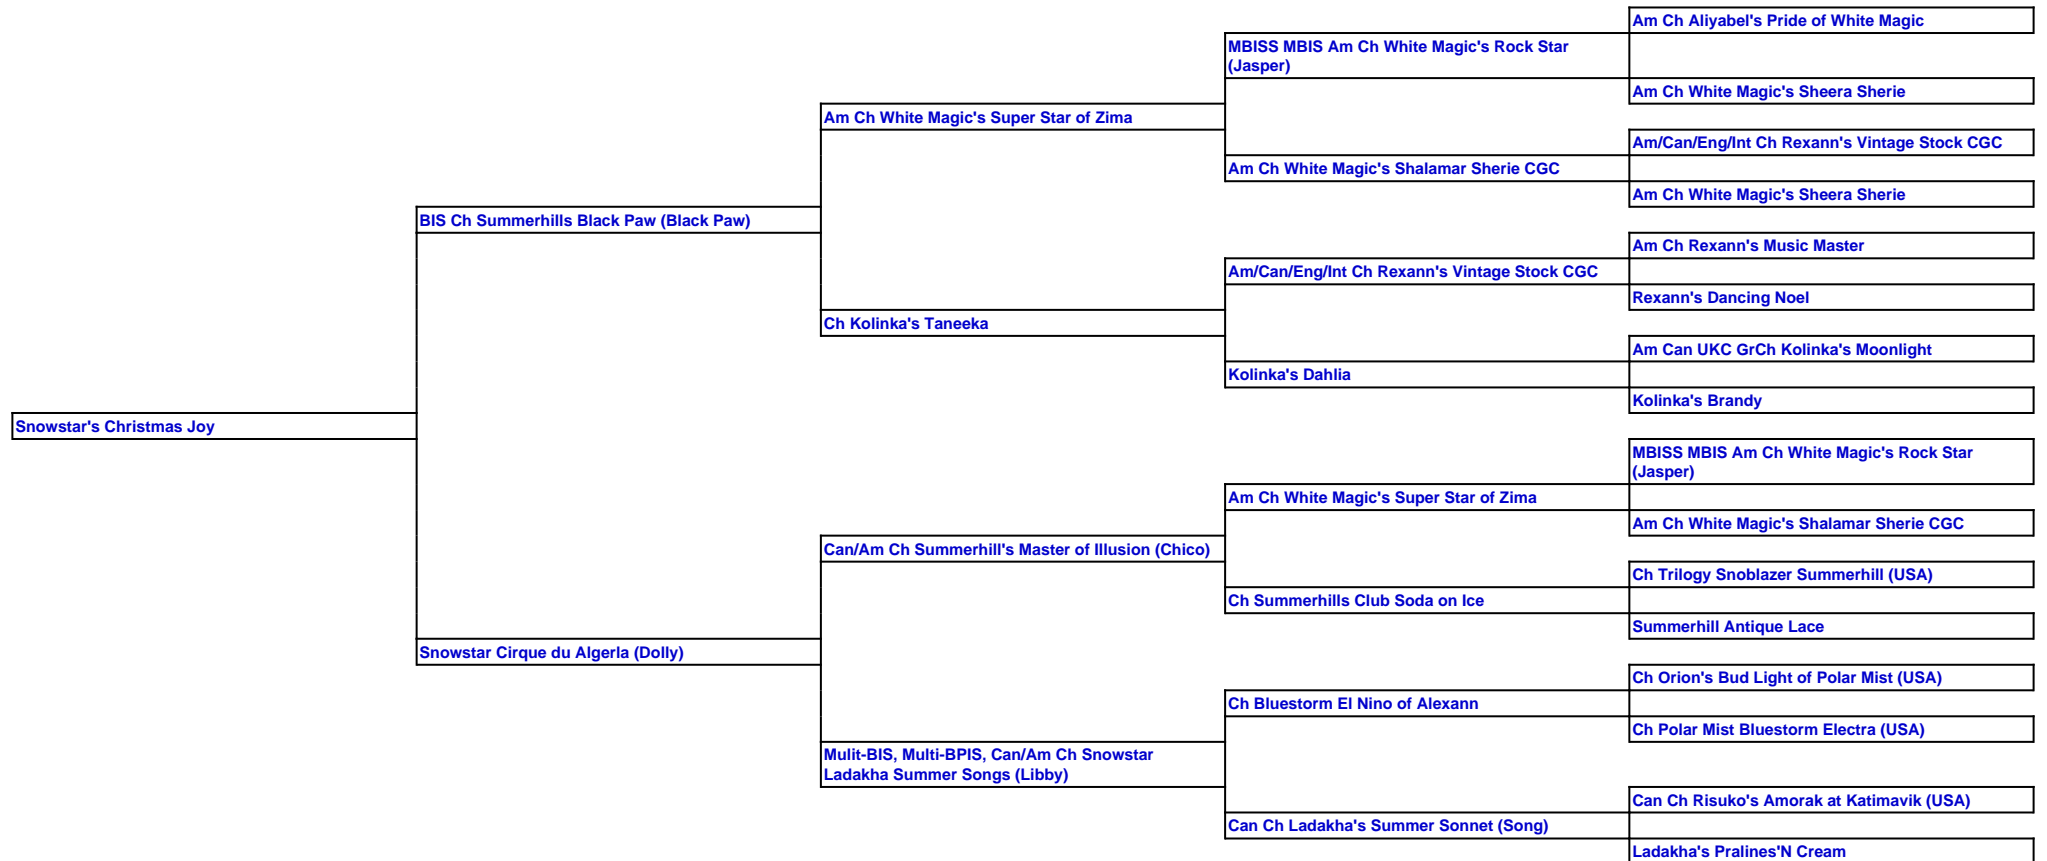 Am Ch Aliyabel's Pride of White Magic
MBISS MBIS Am Ch White Magic's Rock Star
(Jasper)
Am Ch White Magic's Sheera Sherie
Am Ch White Magic's Super Star of Zima
Am/Can/Eng/Int Ch Rexann's Vintage Stock CGC
Am Ch White Magic's Shalamar Sherie CGC
Am Ch White Magic's Sheera Sherie
BIS Ch Summerhills Black Paw (Black Paw)
Am Ch Rexann's Music Master
Am/Can/Eng/Int Ch Rexann's Vintage Stock CGC
Rexann's Dancing Noel
Ch Kolinka's Taneeka
Am Can UKC GrCh Kolinka's Moonlight
Kolinka's Dahlia
Kolinka's Brandy
Snowstar's Christmas Joy
MBISS MBIS Am Ch White Magic's Rock Star
(Jasper)
Am Ch White Magic's Super Star of Zima
Am Ch White Magic's Shalamar Sherie CGC
Can/Am Ch Summerhill's Master of Illusion (Chico)
Ch Trilogy Snoblazer Summerhill (USA)
Ch Summerhills Club Soda on Ice
Summerhill Antique Lace
Snowstar Cirque du Algerla (Dolly)
Ch Orion's Bud Light of Polar Mist (USA)
Ch Bluestorm El Nino of Alexann
Ch Polar Mist Bluestorm Electra (USA)
Mulit-BIS, Multi-BPIS, Can/Am Ch Snowstar
Ladakha Summer Songs (Libby)
Can Ch Risuko's Amorak at Katimavik (USA)
Can Ch Ladakha's Summer Sonnet (Song)
Ladakha's Pralines'N Cream